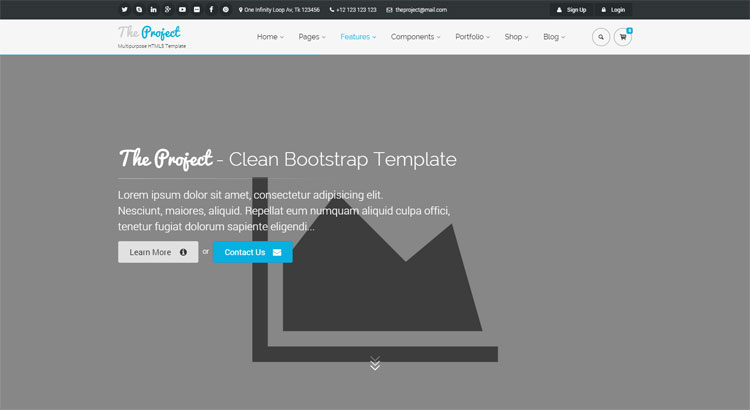 One Infinity Loop Av, Tk 123456 +12 123 123 123 theproject@mail.com Sign Up Login
The Project
Multipurpose HTML5 Template
Home Pages Features Components Portfolio Shop Blog
The Project - Clean Bootstrap Template
Lorem ipsum dolor sit amet, consectetur adipisicing elit.
Nesciunt, maiores, aliquid. Repellat eum numquam aliquid culpa offici,
tenetur fugiat dolorum sapiente eligendi...
Learn More or Contact Us